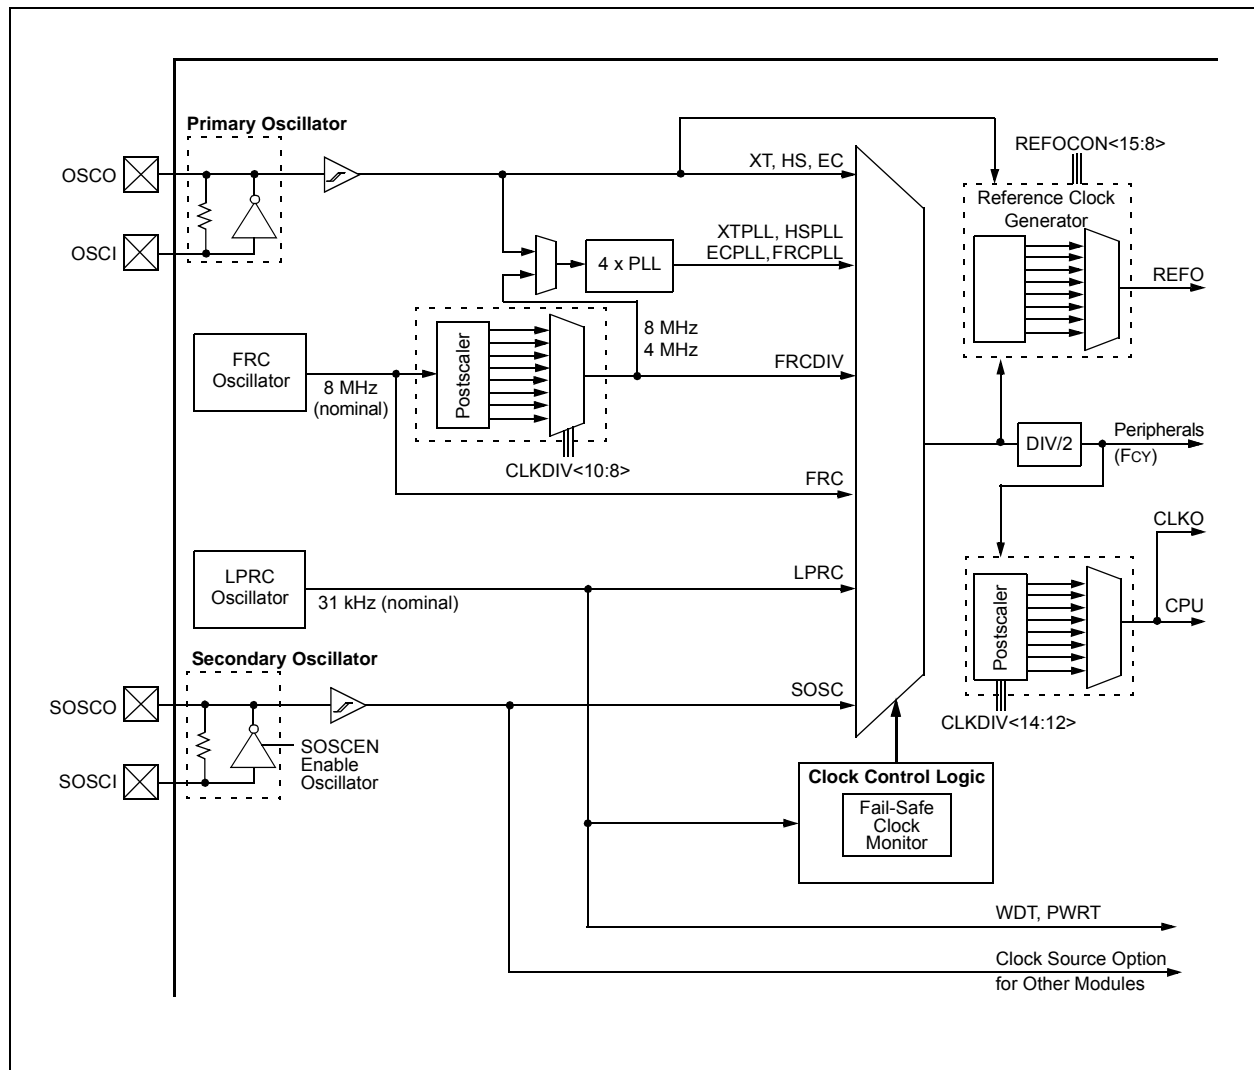 Primary Oscillator
OSCO
OSCI
XT, HS, EC
REFOCON<15:8>
Reference Clock
Generator
REFO
XTPLL, HSPLL
ECPLL,FRCPLL
4 x PLL
8 MHz
4 MHz
FRC
Oscillator
8 MHz
(nominal)
Postscaler
CLKDIV<10:8>
FRCDIV
FRC
DIV/2
Peripherals
(FCY)
CLKO
CPU
Postscaler
CLKDIV<14:12>
LPRC
Oscillator
31 kHz (nominal)
LPRC
Secondary Oscillator
SOSCO
SOSCI
SOSCEN
Enable
Oscillator
SOSC
Clock Control Logic
Fail-Safe
Clock
Monitor
WDT, PWRT
Clock Source Option
for Other Modules